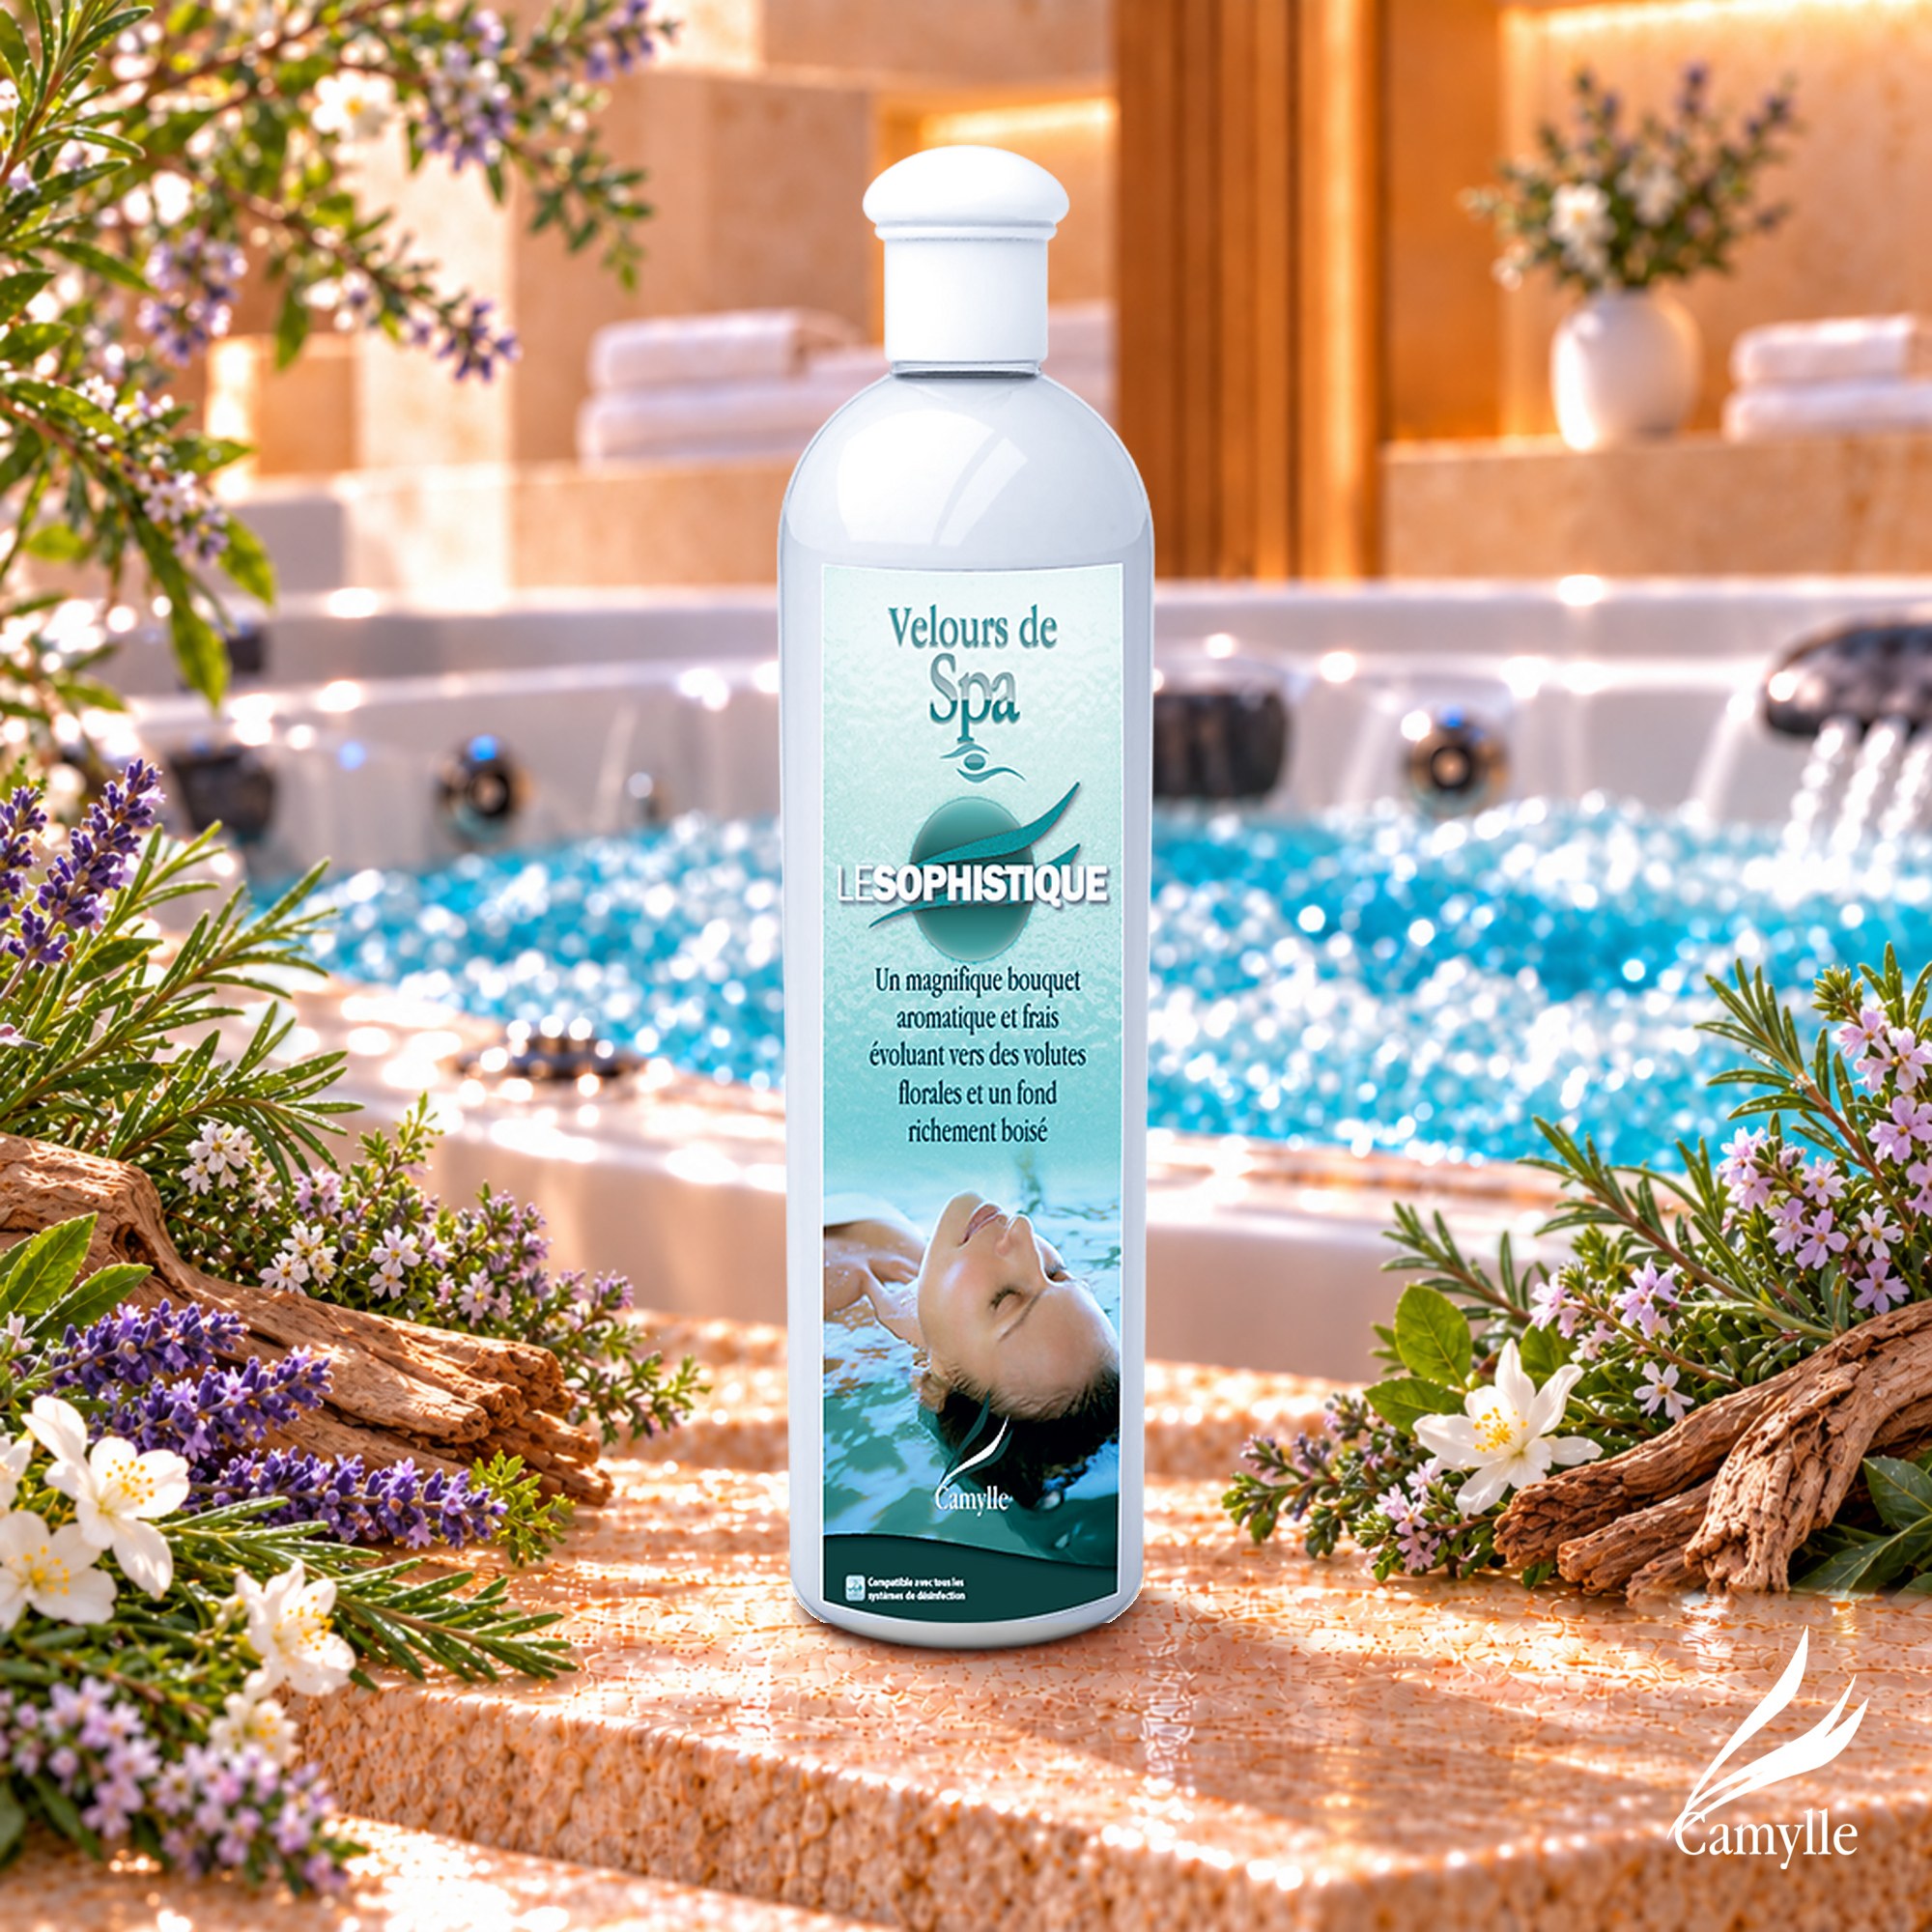 Velours de
Spa
LESOPHISTIQUE
Un magnifique bouquet
aromatique et frais
évoluant vers des volutes
florales et un fond
richement boisé
Camylle
Compatible avec tous les
systèmes de désinfection
Camylle